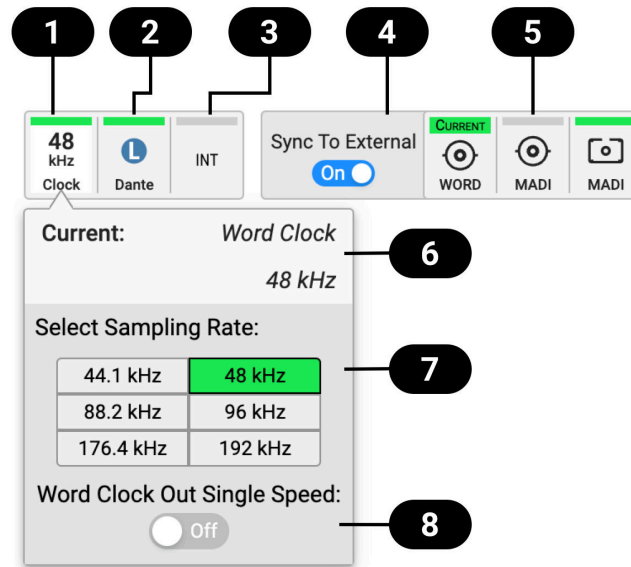 1 2 3 4 5
48 kHz Clock
L Dante
INT
Sync To External
On
CURRENT
WORD
MADI
MADI
Current: Word Clock
48 kHz
6
Select Sampling Rate:
44.1 kHz 48 kHz
88.2 kHz 96 kHz
176.4 kHz 192 kHz
7
Word Clock Out Single Speed:
Off
8